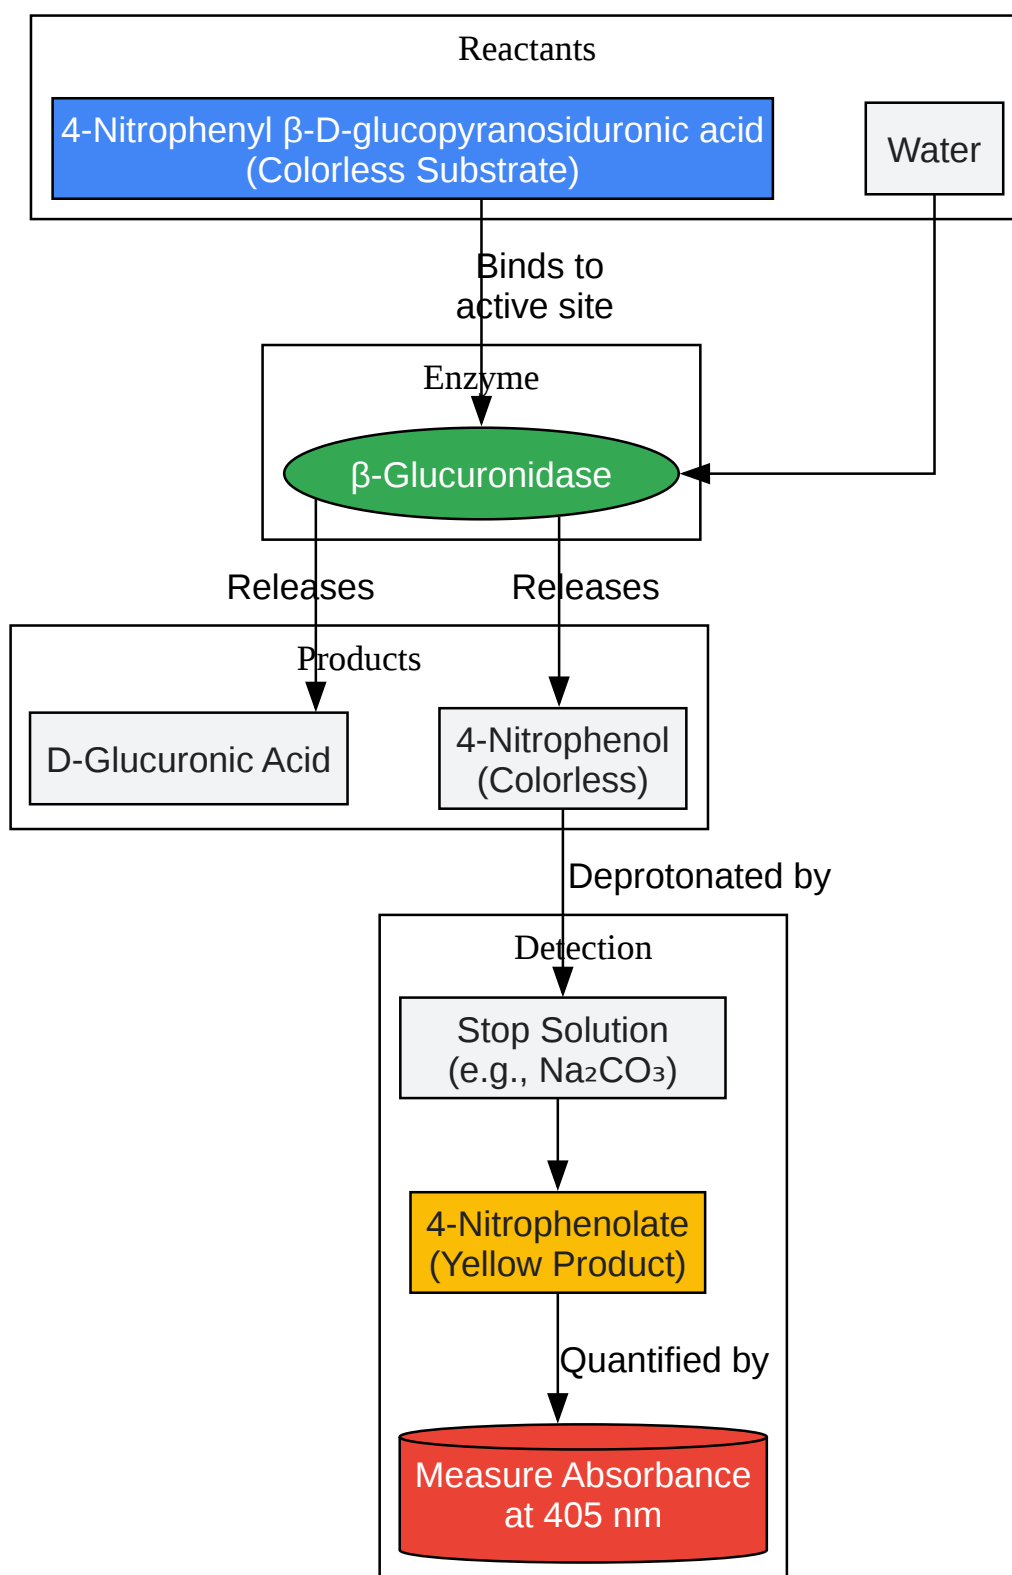 Reactants
4-Nitrophenyl β-D-glucopyranosiduronic acid
(Colorless Substrate)
Water
Binds to
active site
Enzyme
β-Glucuronidase
Releases
Releases
Products
D-Glucuronic Acid
4-Nitrophenol
(Colorless)
Deprotonated by
Detection
Stop Solution
(e.g., Na₂CO₃)
4-Nitrophenolate
(Yellow Product)
Quantified by
Measure Absorbance
at 405 nm